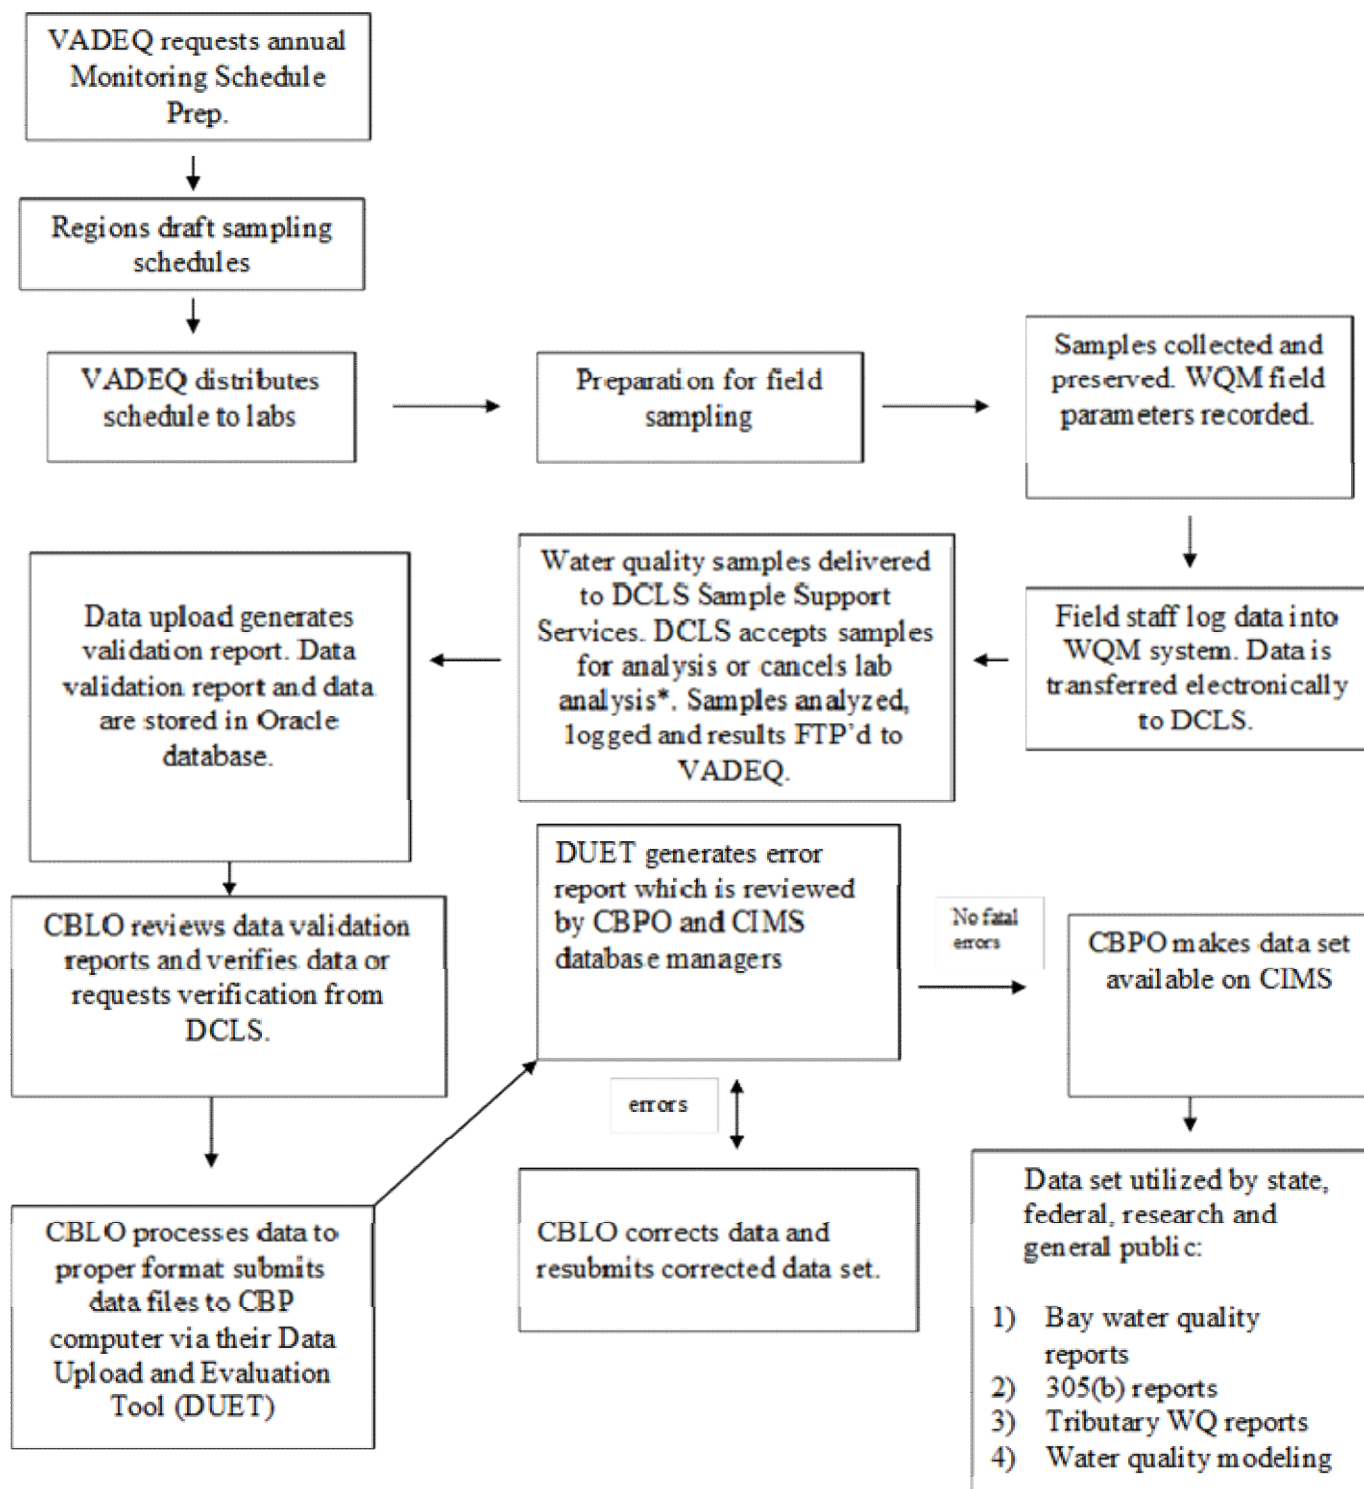 VADEQ requests annual
Monitoring Schedule
Prep.
Regions draft sampling
schedules
VADEQ distributes
schedule to labs
Preparation for field
sampling
Samples collected and
preserved. WQM field
parameters recorded.
Field staff log data into
WQM system. Data is
transferred electronically
to DCLS.
Water quality samples delivered
to DCLS Sample Support
Services. DCLS accepts samples
for analysis or cancels lab
analysis*. Samples analyzed,
logged and results FTP'd to
VADEQ.
Data upload generates
validation report. Data
validation report and data
are stored in Oracle
database.
CBLO reviews data validation
reports and verifies data or
requests verification from
DCLS.
CBLO processes data to
proper format submits
data files to CBP
computer via their Data
Upload and Evaluation
Tool (DUET)
DUET generates error
report which is reviewed
by CBPO and CIMS
database managers
errors
CBLO corrects data and
resubmits corrected data set.
No fatal
errors
CBPO makes data set
available on CIMS
Data set utilized by state,
federal, research and
general public:
1) Bay water quality
reports
2) 305(b) reports
3) Tributary WQ reports
4) Water quality modeling